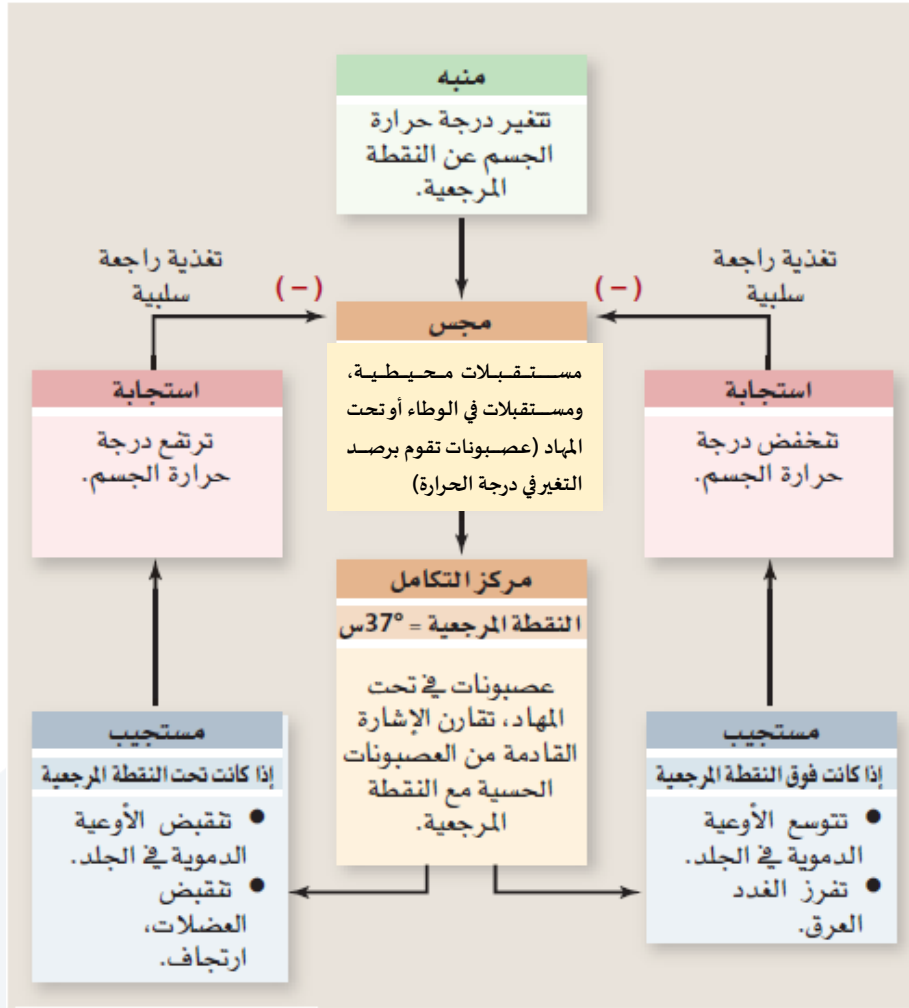 منبه
تتغير درجة حرارة
الجسم عن النقطة
المرجعية.
تغذية راجعة
سلبية
(-)
(-)
تغذية راجعة
سلبية
مجس
مستقبلات محيطية،
ومستقبلات في الوطاء أو تحت
المهاد (عصبونات تقوم برصد
التغير في درجة الحرارة)
استجابة
تنخفض درجة
حرارة الجسم.
استجابة
ترتفع درجة
حرارة الجسم.
مركز التكامل
النقطة المرجعية = 37°س
عصبونات في تحت
المهاد، تقارن الإشارة
القادمة من العصبونات
الحسية مع النقطة
المرجعية.
مستجيب
إذا كانت فوق النقطة المرجعية
● تتوسع الأوعية
الدموية في الجلد.
● تفرز الغدد
العرق.
مستجيب
إذا كانت تحت النقطة المرجعية
● تنقبض الأوعية
الدموية في الجلد.
● تنقبض
العضلات،
ارتجاف.